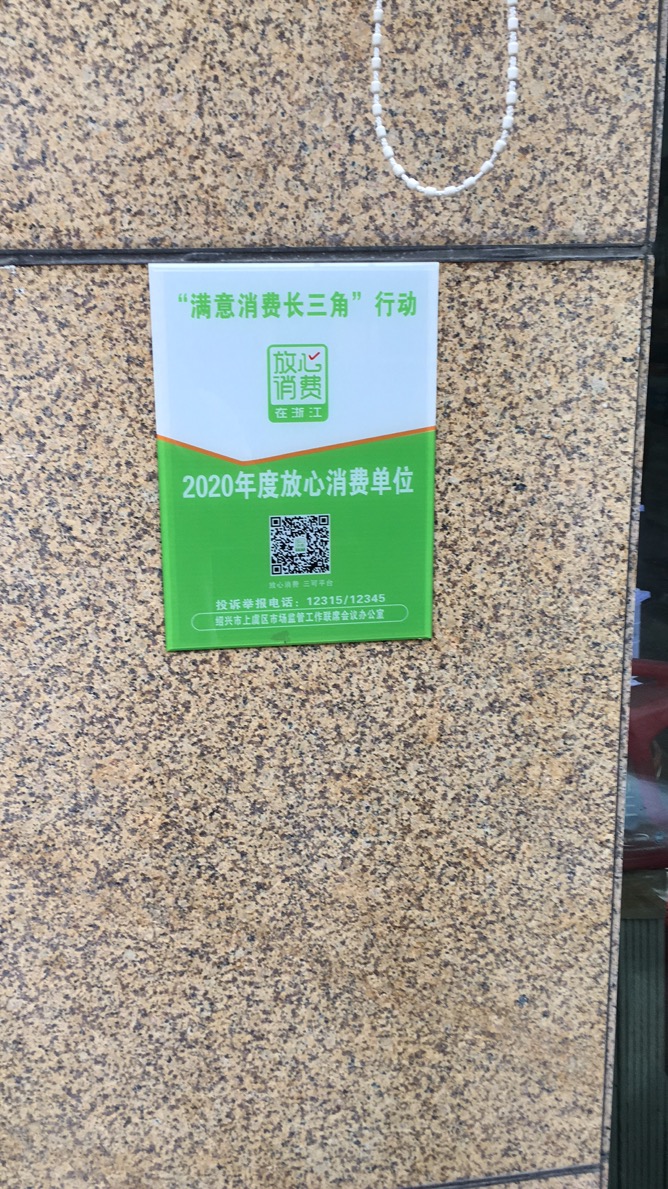 “满意消费长三角”行动
放心
消费
在浙江
2020年度放心消费单位
放心消费 三可平台
投诉举报电话：12315/12345
绍兴市上虞区市场监管工作联席会议办公室